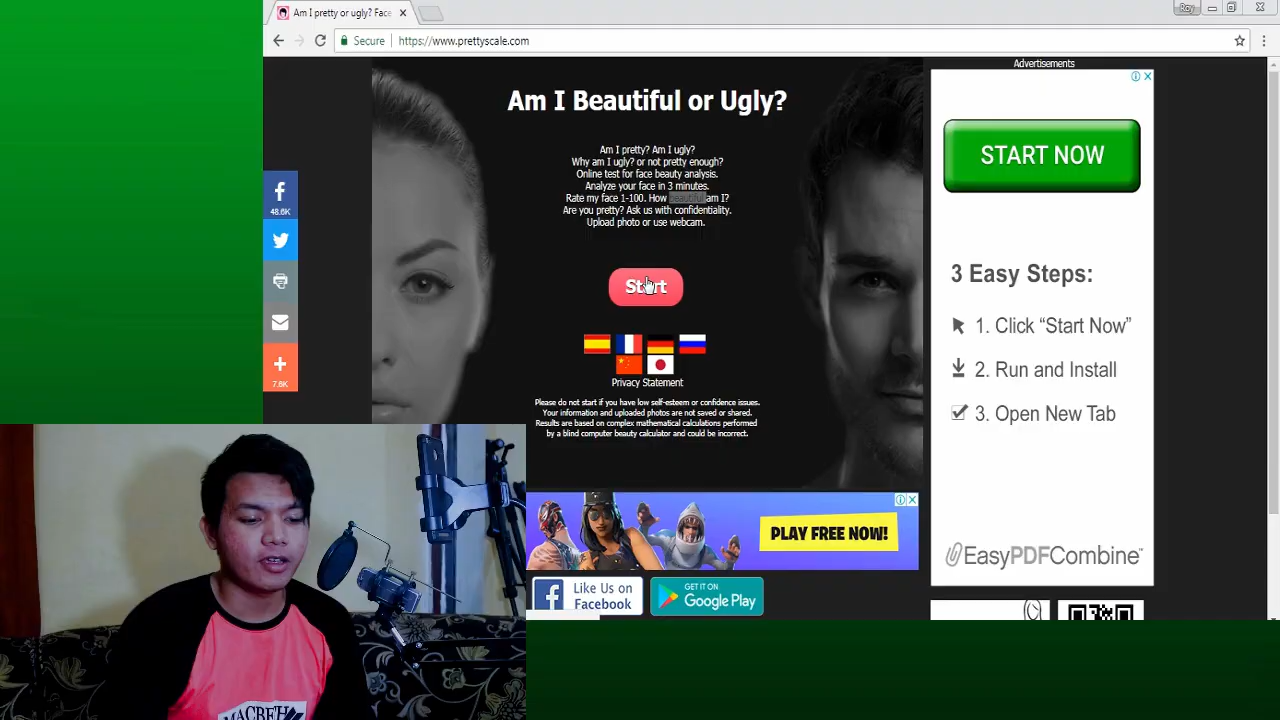 Am I pretty or ugly? Face
Roy
Secure
https://www.prettyscale.com
Advertisements
Am I Beautiful or Ugly?
Am I pretty? Am I ugly?
Why am I ugly? or not pretty enough?
Online test for face beauty analysis.
Analyze your face in 3 minutes.
Rate my face 1-100. How beautiful am I?
Are you pretty? Ask us with confidentiality.
Upload photo or use webcam.
Start
48.6K
7.6K
Privacy Statement
Please do not start if you have low self-esteem or confidence issues.
Your information and uploaded photos are not saved or shared.
Results are based on complex mathematical calculations performed
by a blind computer beauty calculator and could be incorrect.
START NOW
3 Easy Steps:
1. Click “Start Now”
2. Run and Install
3. Open New Tab
EasyPDFCombine™
PLAY FREE NOW!
Like Us on
Facebook
GET IT ON
Google Play
MACBETH